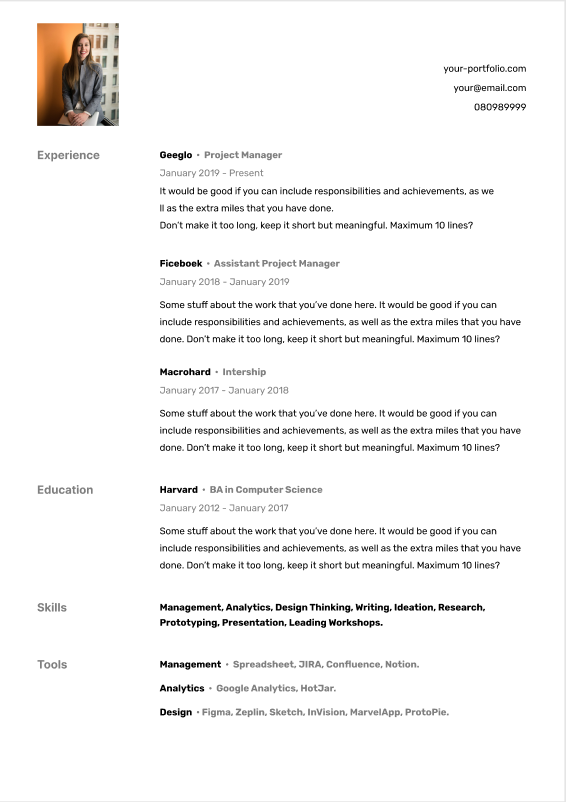 your-portfolio.com
your@email.com
080989999
Experience
Geeglo • Project Manager
January 2019 - Present
It would be good if you can include responsibilities and achievements, as we
ll as the extra miles that you have done.
Don't make it too long, keep it short but meaningful. Maximum 10 lines?
Ficeboek • Assistant Project Manager
January 2018 - January 2019
Some stuff about the work that you've done here. It would be good if you can
include responsibilities and achievements, as well as the extra miles that you have
done. Don't make it too long, keep it short but meaningful. Maximum 10 lines?
Macrohard • Intership
January 2017 - January 2018
Some stuff about the work that you've done here. It would be good if you can
include responsibilities and achievements, as well as the extra miles that you have
done. Don't make it too long, keep it short but meaningful. Maximum 10 lines?
Education
Harvard • BA in Computer Science
January 2012 - January 2017
Some stuff about the work that you've done here. It would be good if you can
include responsibilities and achievements, as well as the extra miles that you have
done. Don't make it too long, keep it short but meaningful. Maximum 10 lines?
Skills
Management, Analytics, Design Thinking, Writing, Ideation, Research,
Prototyping, Presentation, Leading Workshops.
Tools
Management • Spreadsheet, JIRA, Confluence, Notion.
Analytics • Google Analytics, HotJar.
Design • Figma, Zeplin, Sketch, InVision, MarvelApp, ProtoPie.